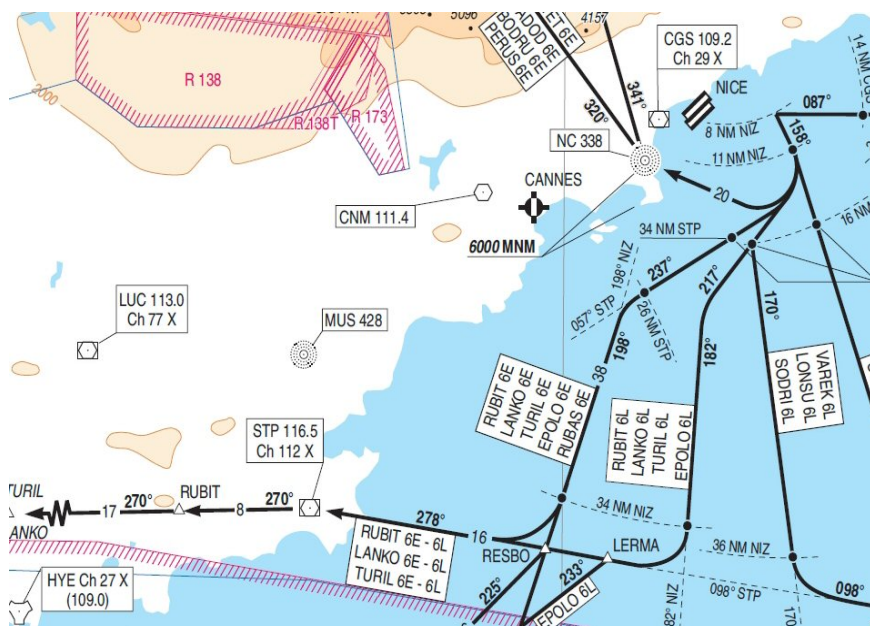 5096
4157
ADOD 6E
BODRU 6E
PERUS 6E
CGS 109.2
Ch 29 X
14 NM CGS
R 138
2000
R 138T
R 173
320°
341°
NICE
087°
8 NM NIZ
158°
NC 338
11 NM NIZ
CANNES
20
16 NM
CNM 111.4
34 NM STP
6000 MNM
237°
217°
198° NIZ
057° STP
26 NM STP
170°
LUC 113.0
Ch 77 X
MUS 428
198°
182°
38
RUBIT 6E
LANKO 6E
TURIL 6E
EPOLO 6E
RUBAS 6E
RUBIT 6L
LANKO 6L
TURIL 6L
EPOLO 6L
VAREK 6L
LONSU 6L
SODRI 6L
STP 116.5
Ch 112 X
TURIL
LANKO
17
270°
RUBIT
8
270°
278°
16
34 NM NIZ
RUBIT 6E - 6L
LANKO 6E - 6L
TURIL 6E - 6L
RESBO
LERMA
36 NM NIZ
098°
098° STP
HYE Ch 27 X
(109.0)
225°
233°
EPOLO 6L
82° NIZ
170°